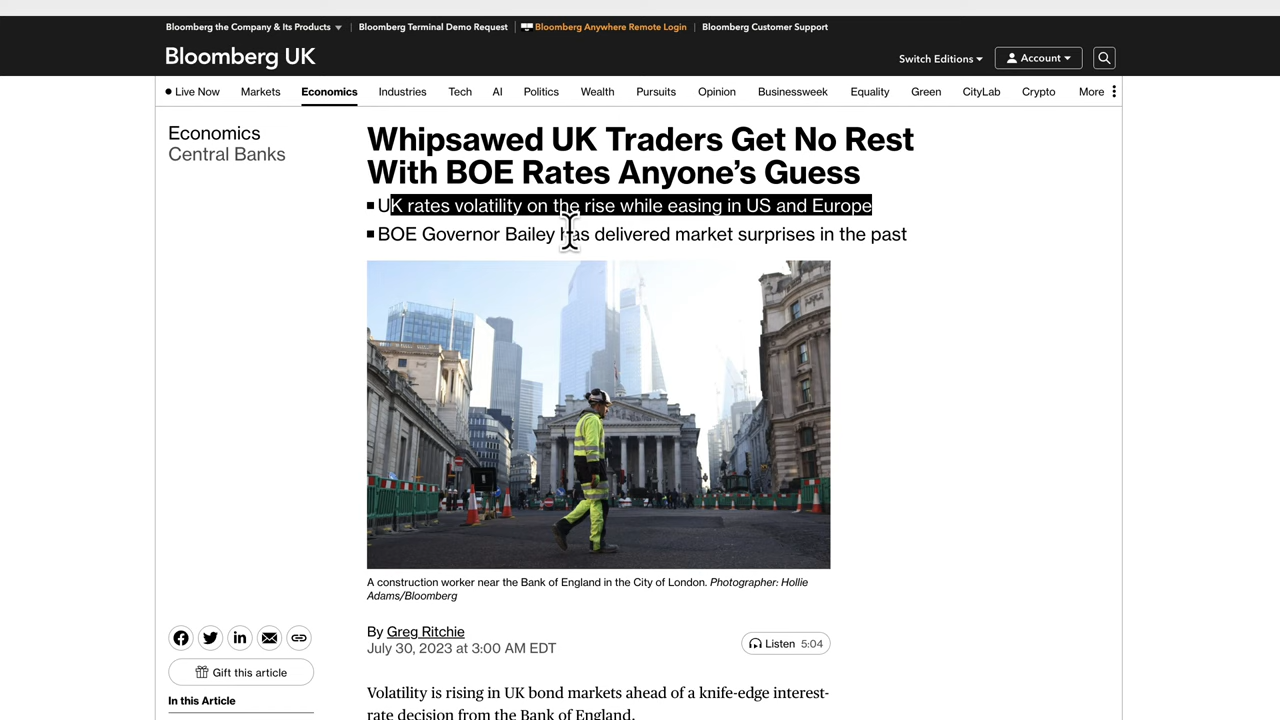 Bloomberg the Company & Its Products
Bloomberg Terminal Demo Request
Bloomberg Anywhere Remote Login
Bloomberg Customer Support
Bloomberg UK
Switch Editions
Account
Live Now
Markets
Economics
Industries
Tech
AI
Politics
Wealth
Pursuits
Opinion
Businessweek
Equality
Green
CityLab
Crypto
More
Economics
Central Banks
Whipsawed UK Traders Get No Rest
With BOE Rates Anyone’s Guess
UK rates volatility on the rise while easing in US and Europe
BOE Governor Bailey has delivered market surprises in the past
A construction worker near the Bank of England in the City of London. Photographer: Hollie
Adams/Bloomberg
By Greg Ritchie
July 30, 2023 at 3:00 AM EDT
Listen 5:04
Gift this article
In this Article
Volatility is rising in UK bond markets ahead of a knife-edge interest-
rate decision from the Bank of England.